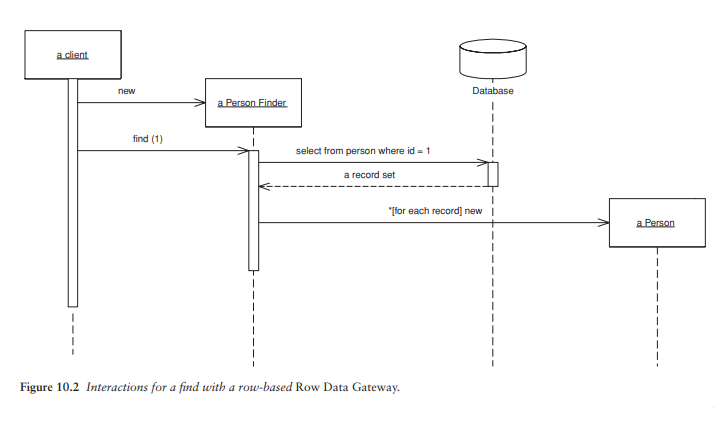 a client
new
a Person Finder
Database
find (1)
select from person where id = 1
a record set
*[for each record] new
a Person
Figure 10.2 Interactions for a find with a row-based Row Data Gateway.